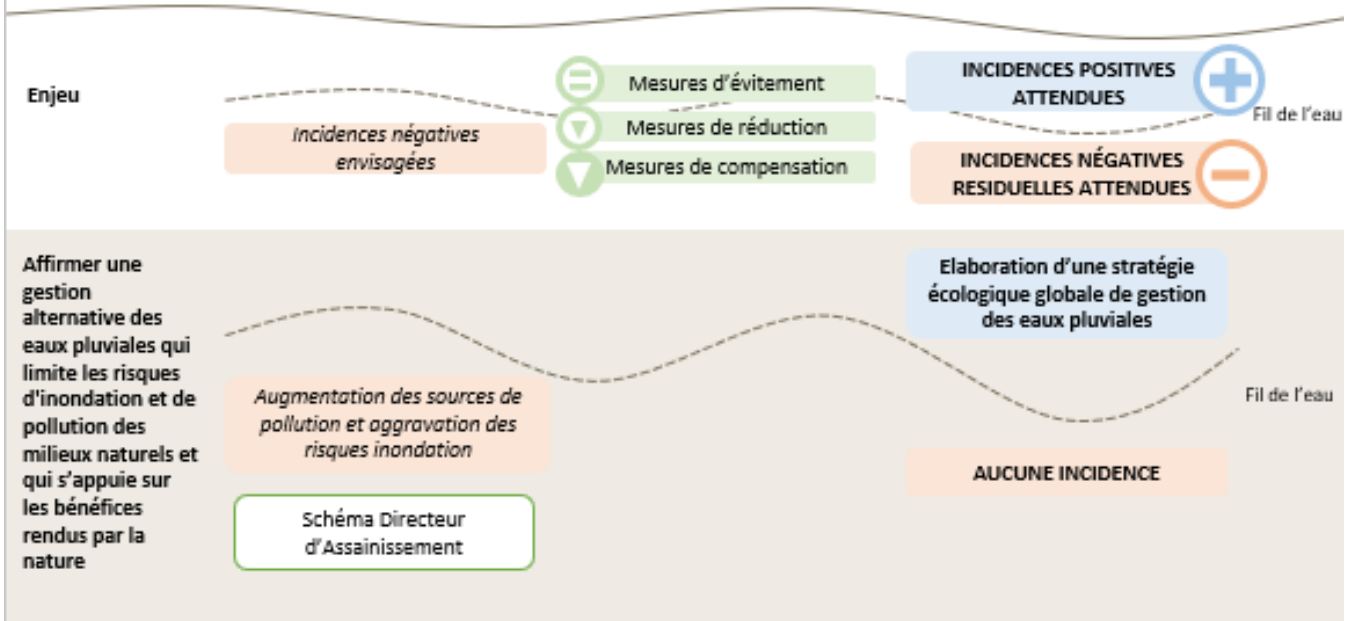 Enjeu
Incidences négatives
envisagées
Mesures d'évitement
Mesures de réduction
Mesures de compensation
INCIDENCES POSITIVES
ATTENDUES
Fil de l'eau
INCIDENCES NÉGATIVES
RESIDUELLES ATTENDUES
Affirmer une
gestion
alternative des
eaux pluviales qui
limite les risques
d'inondation et de
pollution des
milieux naturels et
qui s'appuie sur
les bénéfices
rendus par la
nature
Augmentation des sources de
pollution et aggravation des
risques inondation
Schéma Directeur
d'Assainissement
Elaboration d'une stratégie
écologique globale de gestion
des eaux pluviales
Fil de l'eau
AUCUNE INCIDENCE